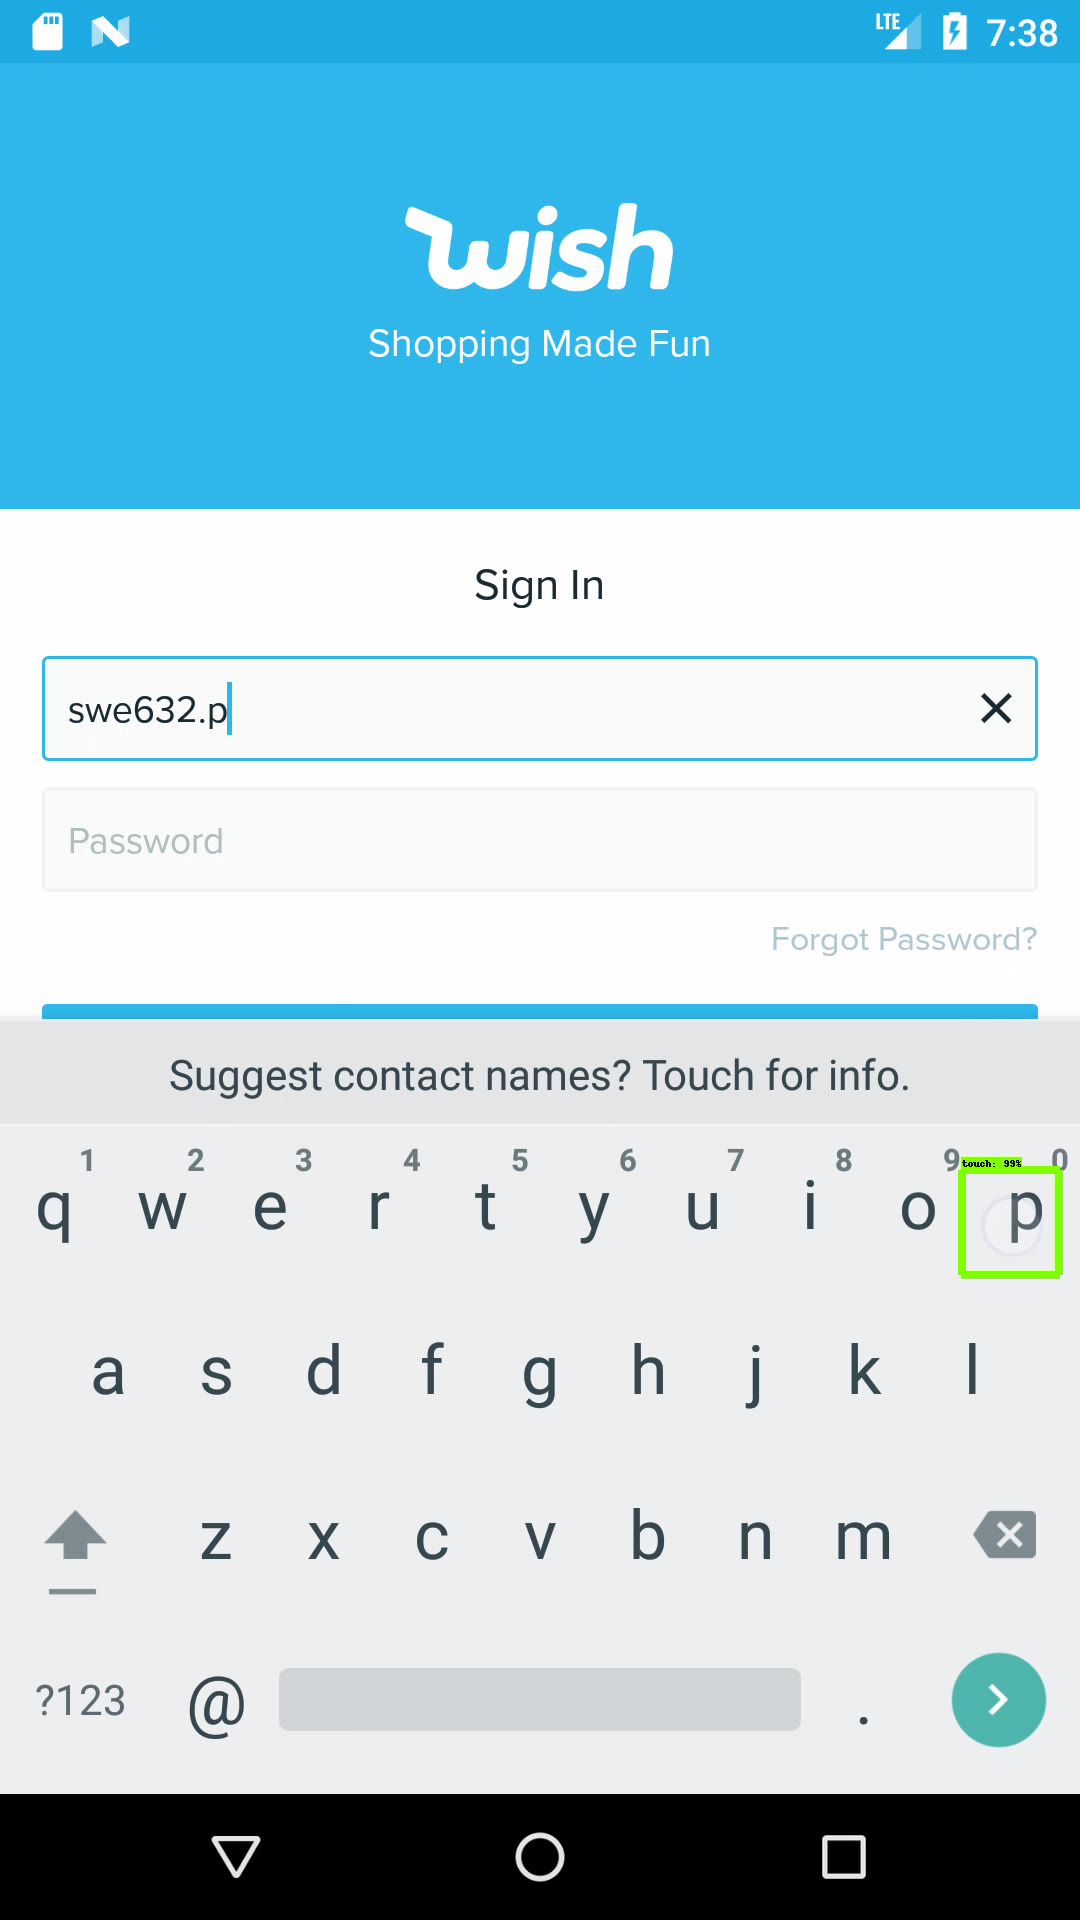 LTE 7:38
wish
Shopping Made Fun
Sign In
swe632.p
Password
Forgot Password?
Suggest contact names? Touch for info.
1 2 3 4 5 6 7 8 9 0
touch: 99%
q w e r t y u i o p
a s d f g h j k l
z x c v b n m
?123 @ .